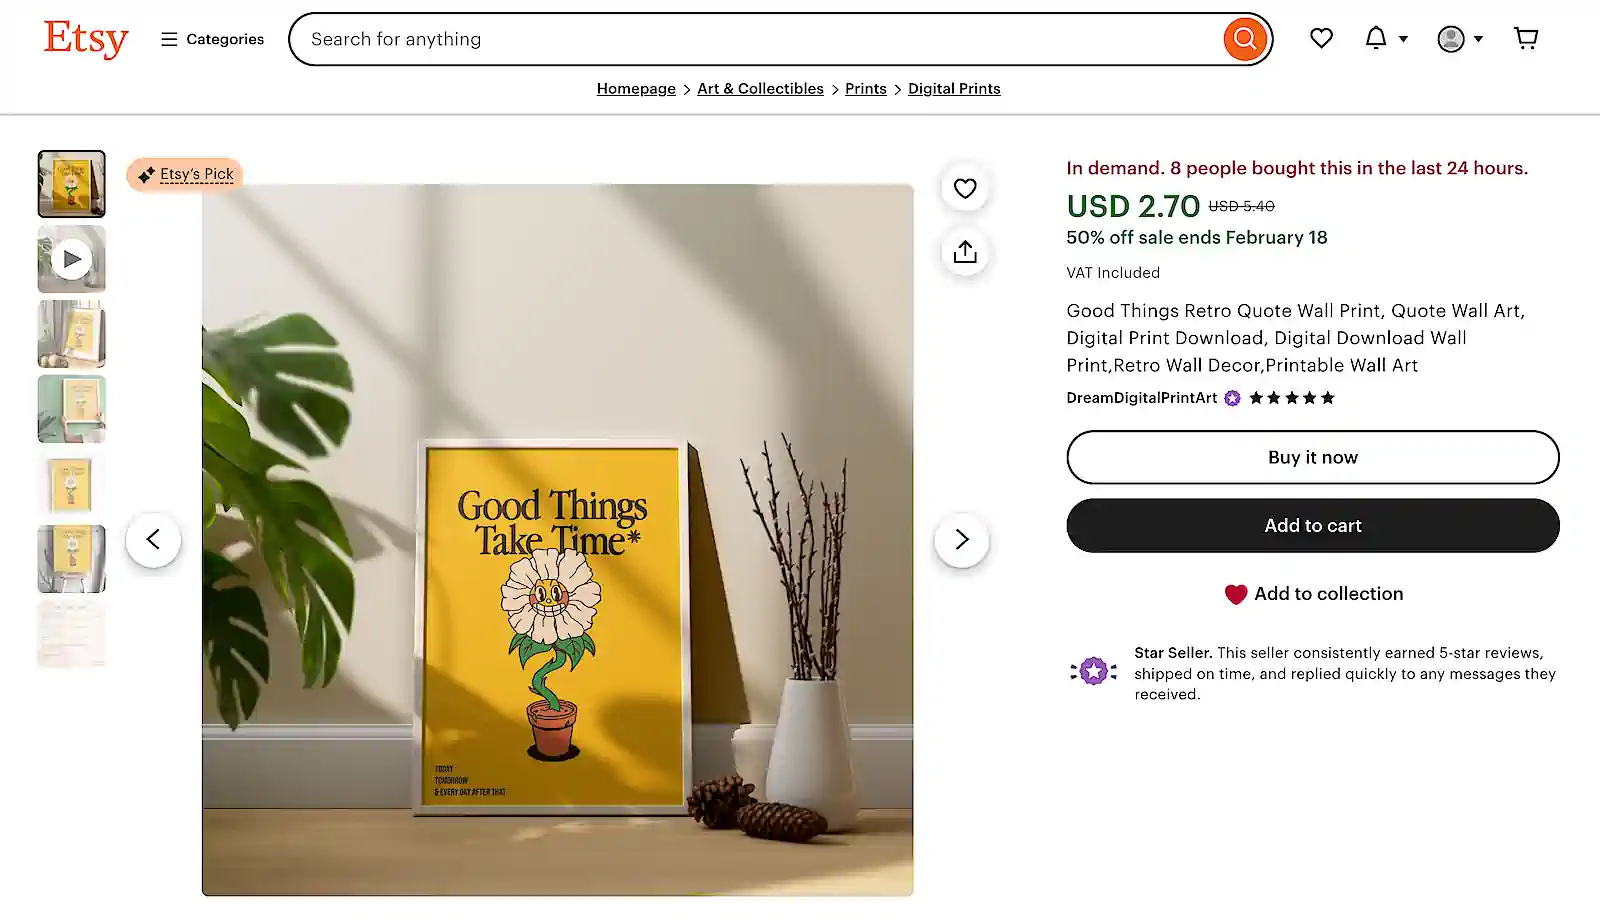 Etsy
Categories
Search for anything
Homepage > Art & Collectibles > Prints > Digital Prints
Etsy's Pick
In demand. 8 people bought this in the last 24 hours.
USD 2.70 USD 5.40
50% off sale ends February 18
VAT Included
Good Things Retro Quote Wall Print, Quote Wall Art,
Digital Print Download, Digital Download Wall
Print,Retro Wall Decor,Printable Wall Art
DreamDigitalPrintArt
Buy it now
Add to cart
Add to collection
Star Seller. This seller consistently earned 5-star reviews,
shipped on time, and replied quickly to any messages they
received.
Good Things
Take Time*
TODAY
TOMORROW
& EVERY DAY AFTER THAT